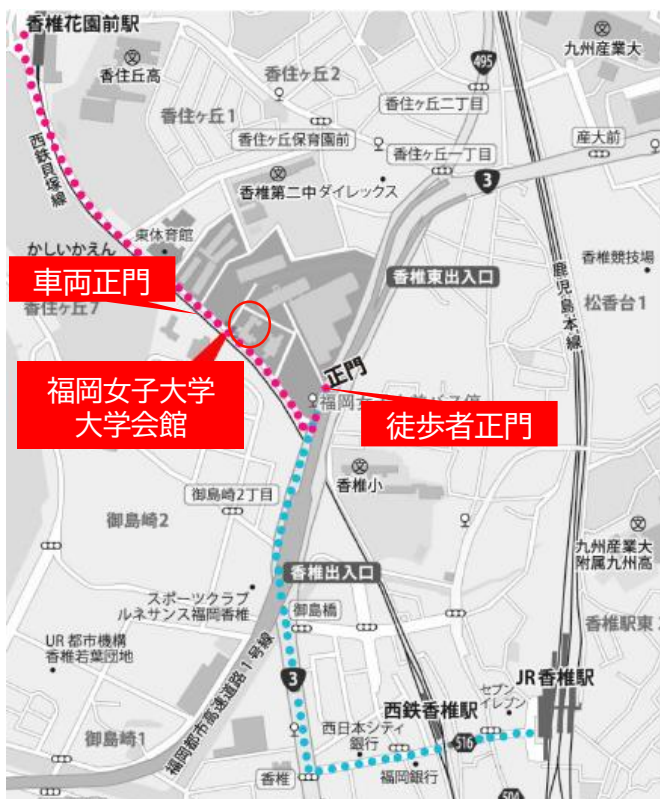 香椎花園前駅
香住丘高
香住ヶ丘2
九州産業大
495
香住ヶ丘二丁目
香住ヶ丘1
香住ヶ丘保育園前
産大前
香住ヶ丘一丁目
西鉄貝塚線
香椎第二中
ダイレックス
3
東体育館
かしいかえん
香椎競技場
香椎東出入口
車両正門
鹿児島本線
松香台1
香住ヶ丘7
福岡女子大学
大学会館
正門
福岡女
バス停
徒歩者正門
香椎小
御島崎2丁目
御島崎2
九州産業大
附属九州高
香椎出入口
スポーツクラブ
ルネサンス福岡香椎
御島橋
香椎駅東
UR都市機構
香椎若葉団地
福岡都市高速道路1号線
3
JR香椎駅
セブン
イレブン
西鉄香椎駅
西日本シティ
銀行
516
御島崎1
香椎
福岡銀行
504